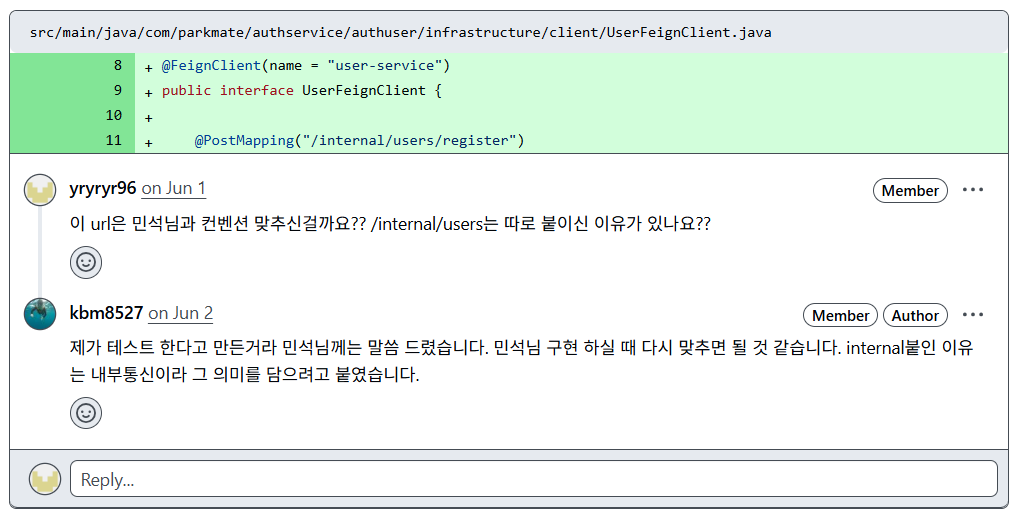 src/main/java/com/parkmate/authservice/authuser/infrastructure/client/UserFeignClient.java
8 + @FeignClient(name = "user-service")
9 + public interface UserFeignClient {
10 +
11 + @PostMapping("/internal/users/register")
yryryr96 on Jun 1 Member ...
이 url은 민석님과 컨벤션 맞추신걸까요?? /internal/users는 따로 붙이신 이유가 있나요??
kbm8527 on Jun 2 Member Author ...
제가 테스트 한다고 만든거라 민석님께는 말씀 드렸습니다. 민석님 구현 하실 때 다시 맞추면 될 것 같습니다. internal붙인 이유
는 내부통신이라 그 의미를 담으려고 붙였습니다.
Reply...